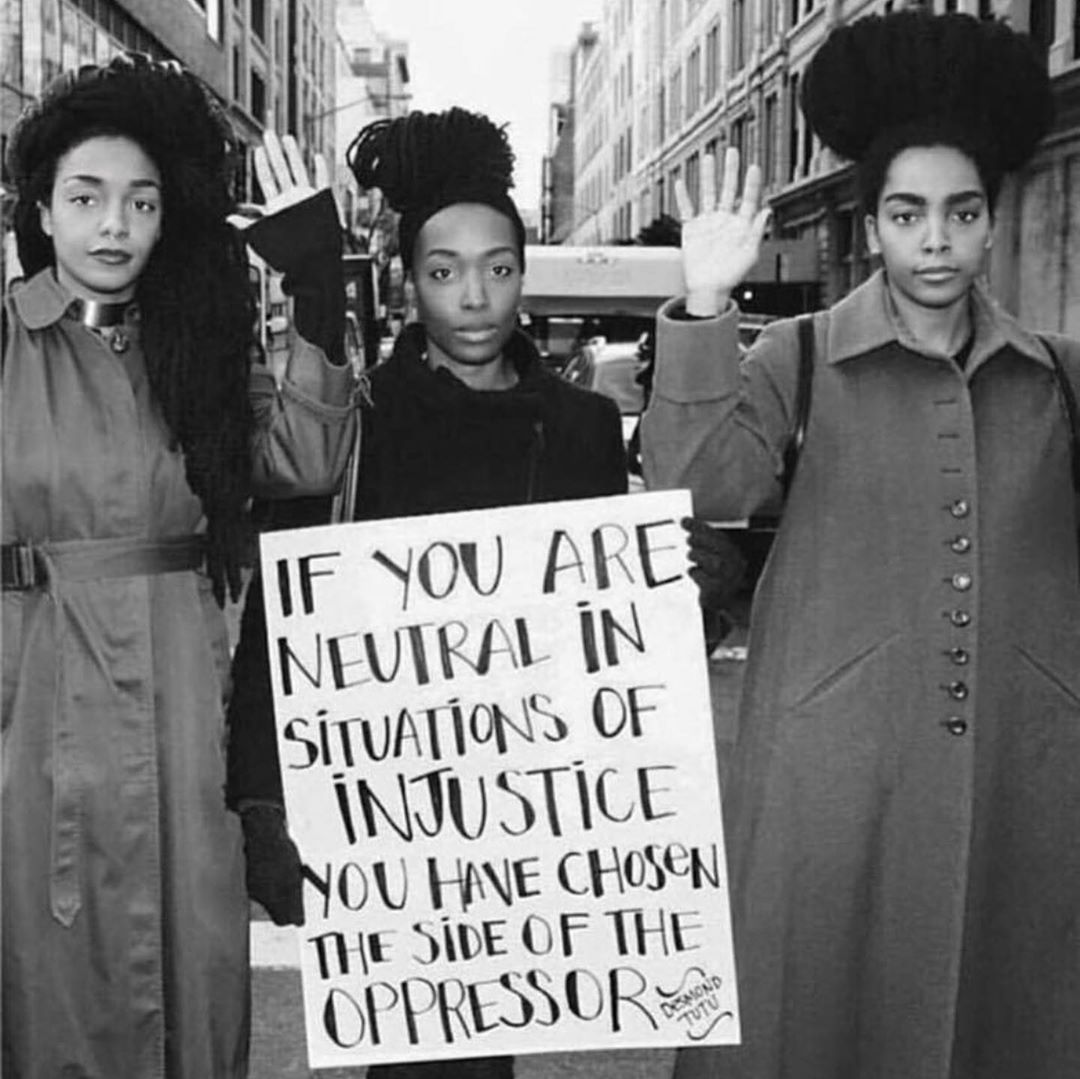 IF YOU ARE
NEUTRAL IN
SITUATIONS OF
INJUSTICE
YOU HAVE CHOSeN
THE SIDE OF THE
OPPRESSOR
DESMOND
TUTU